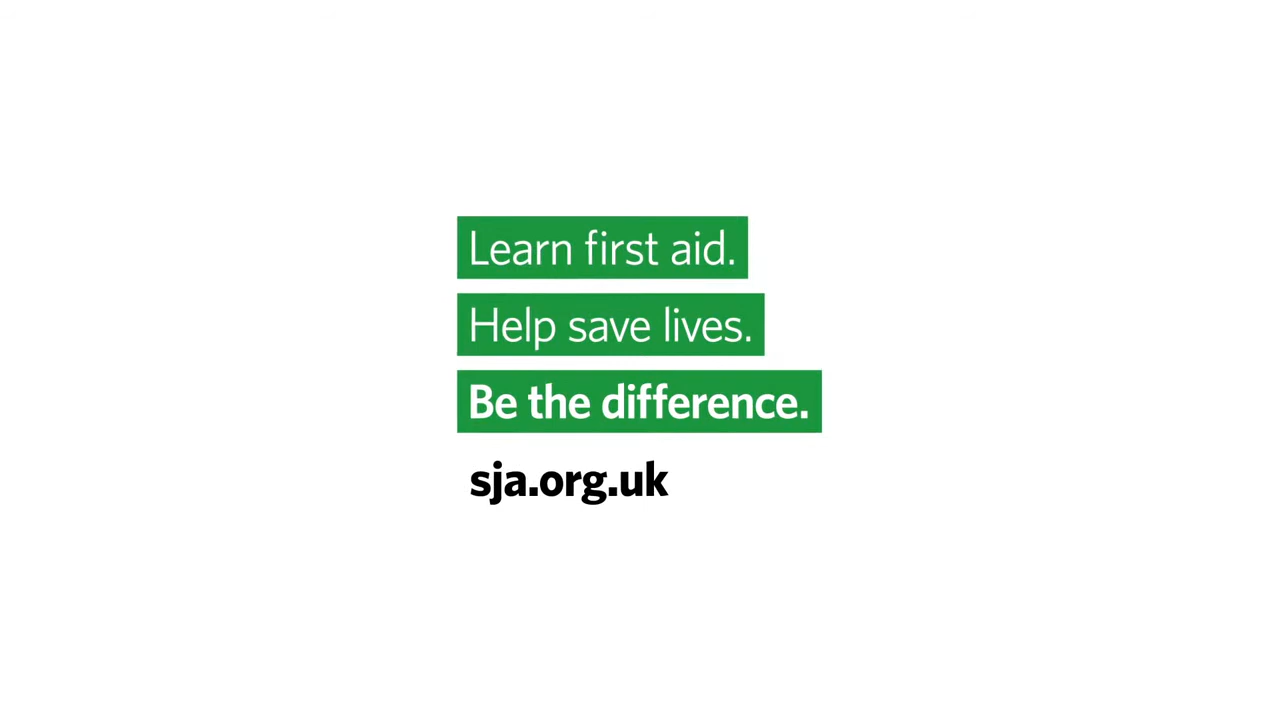 Learn first aid.
Help save lives.
Be the difference.
sja.org.uk